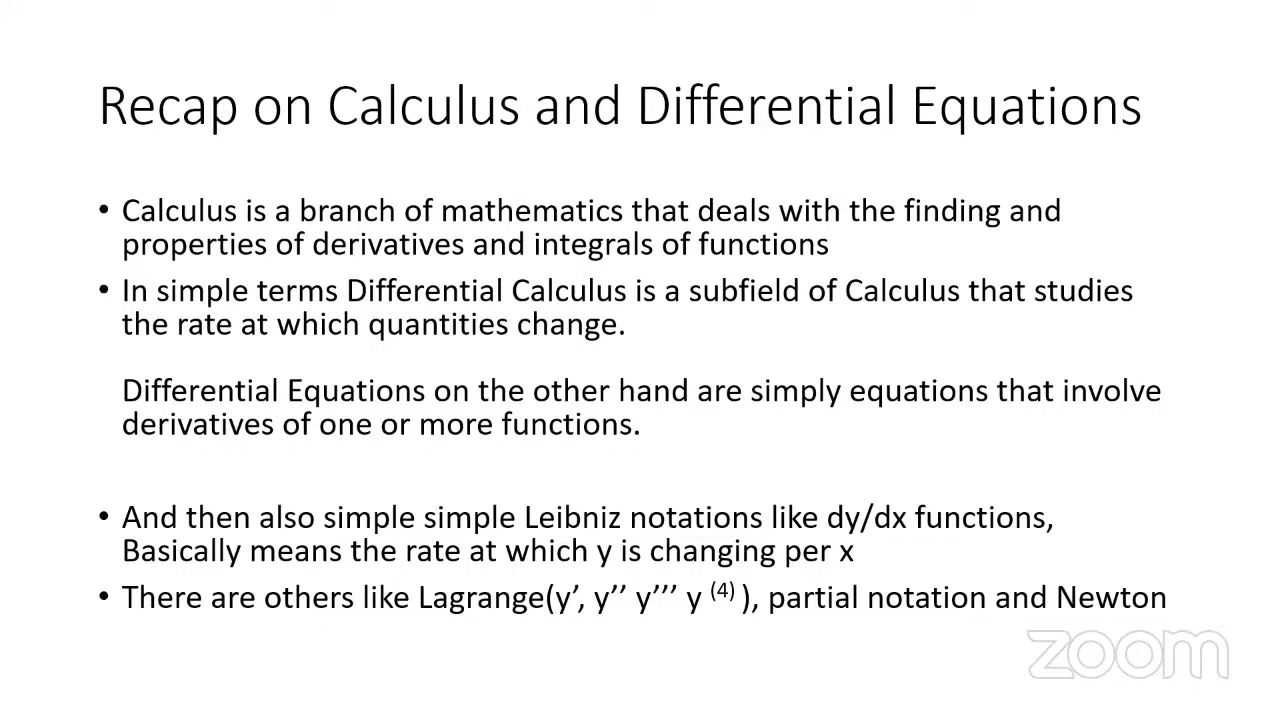 Recap on Calculus and Differential Equations
• Calculus is a branch of mathematics that deals with the finding and
properties of derivatives and integrals of functions
• In simple terms Differential Calculus is a subfield of Calculus that studies
the rate at which quantities change.
Differential Equations on the other hand are simply equations that involve
derivatives of one or more functions.
• And then also simple simple Leibniz notations like dy/dx functions,
Basically means the rate at which y is changing per x
• There are others like Lagrange(y’, y’’ y’’’ y ⁽⁴⁾ ), partial notation and Newton
zoom